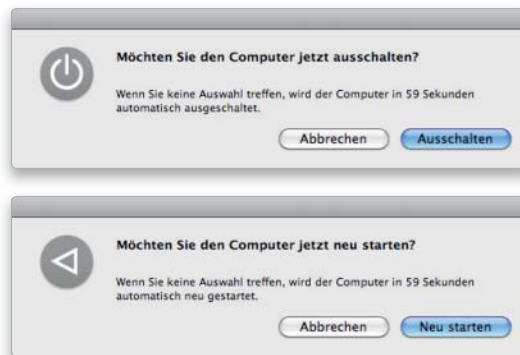 Möchten Sie den Computer jetzt ausschalten?
Wenn Sie keine Auswahl treffen, wird der Computer in 59 Sekunden
automatisch ausgeschaltet.
Abbrechen Ausschalten
Möchten Sie den Computer jetzt neu starten?
Wenn Sie keine Auswahl treffen, wird der Computer in 59 Sekunden
automatisch neu gestartet.
Abbrechen Neu starten